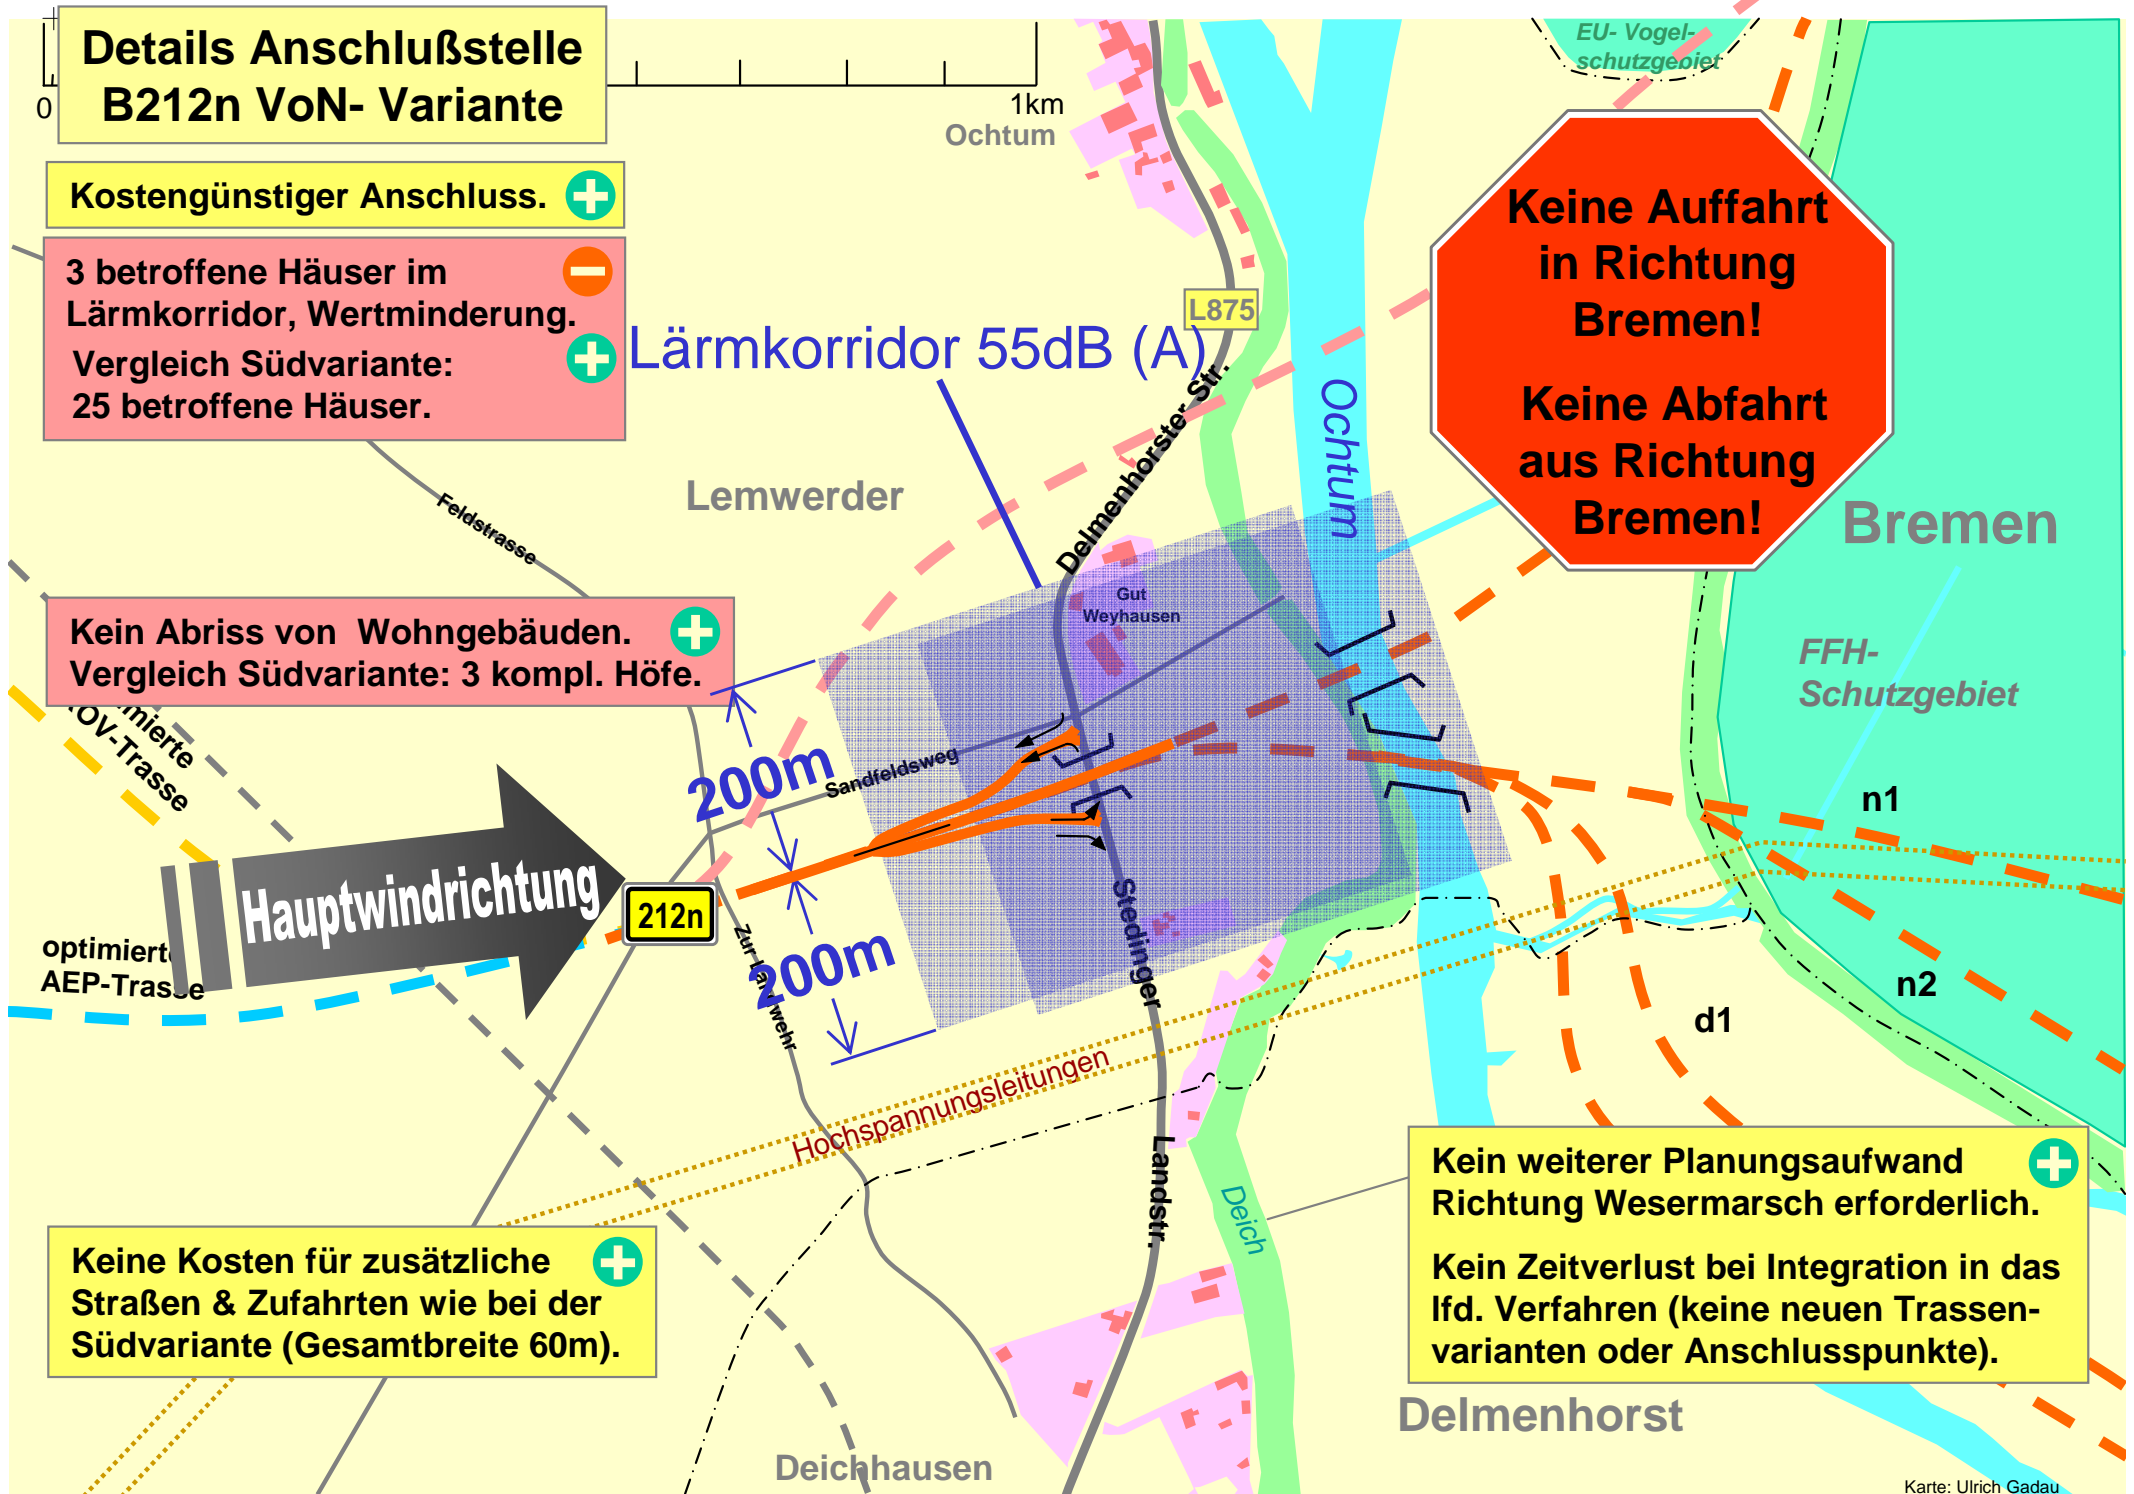 Details Anschlußstelle
B212n VoN- Variante
0
1km
Ochtum
EU- Vogel-
schutzgebiet
Kostengünstiger Anschluss.
3 betroffene Häuser im
Lärmkorridor, Wertminderung.
Vergleich Südvariante:
25 betroffene Häuser.
Lärmkorridor 55dB (A)
L875
Keine Auffahrt
in Richtung
Bremen!
Keine Abfahrt
aus Richtung
Bremen!
Ochtum
Delmenhorster Str.
Lemwerder
Feldstrasse
Bremen
Gut
Weyhausen
FFH-
Schutzgebiet
Kein Abriss von  Wohngebäuden.
Vergleich Südvariante: 3 kompl. Höfe.
OV-Trasse
200m
Sandfeldsweg
Hauptwindrichtung
212n
n1
Stedinger
Zur Landwehr
200m
optimierte
AEP-Trasse
n2
d1
Hochspannungsleitungen
Landstr.
Deich
Kein weiterer Planungsaufwand
Richtung Wesermarsch erforderlich.
Kein Zeitverlust bei Integration in das
lfd. Verfahren (keine neuen Trassen-
varianten oder Anschlusspunkte).
Keine Kosten für zusätzliche
Straßen & Zufahrten wie bei der
Südvariante (Gesamtbreite 60m).
Delmenhorst
Deichhausen
Karte: Ulrich Gadau